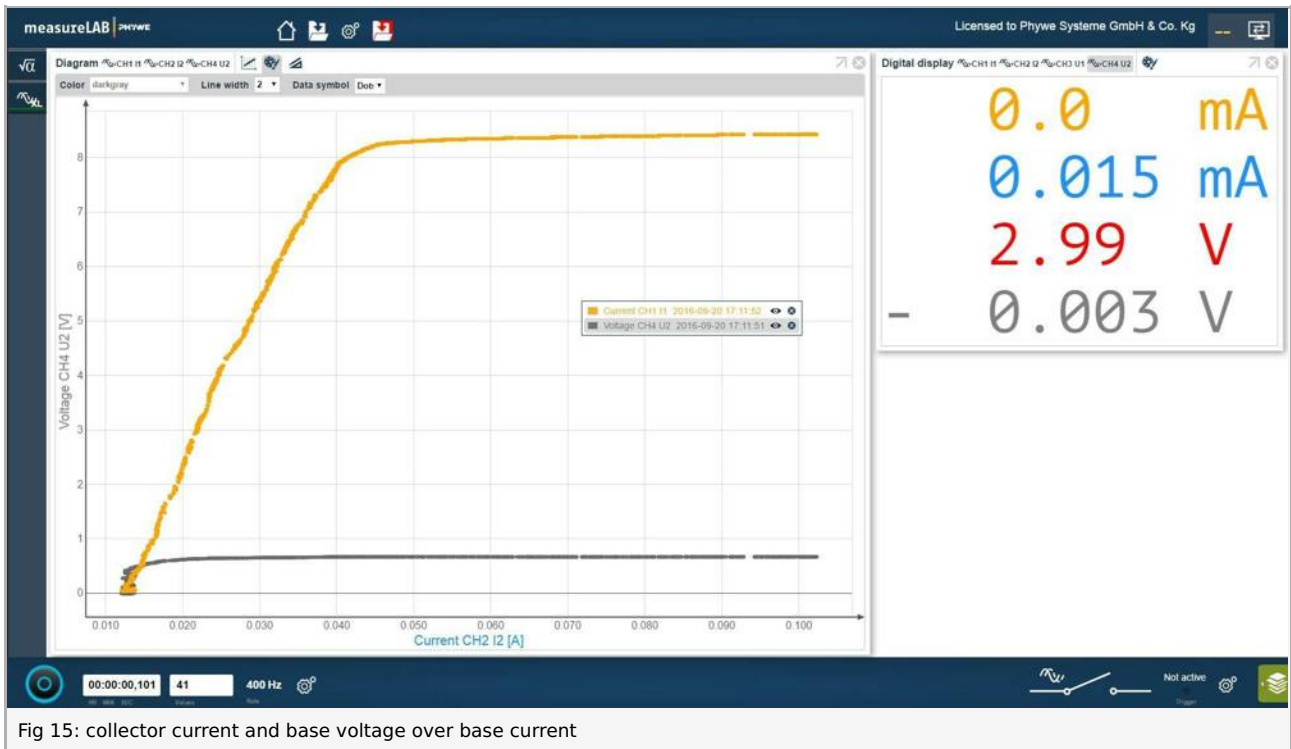 measureLAB PHYWE
Licensed to Phywe Systeme GmbH & Co. Kg
√α
Diagram CH1 I1 CH2 I2 CH4 U2
Color darkgray Line width 2 Data symbol Dot
8
7
6
5
4
3
2
1
0
Voltage CH4 U2 [V]
Current CH1 I1 2016-09-20 17:11:52
Voltage CH4 U2 2016-09-20 17:11:51
0.010 0.020 0.030 0.040 0.050 0.060 0.070 0.080 0.090 0.100
Current CH2 I2 [A]
Digital display CH1 I1 CH2 I2 CH3 U1 CH4 U2
0.0 mA
0.015 mA
2.99 V
- 0.003 V
00:00:00,101 41 400 Hz
HR MIN SEC Values Rate
Not active
Trigger
Fig 15: collector current and base voltage over base current